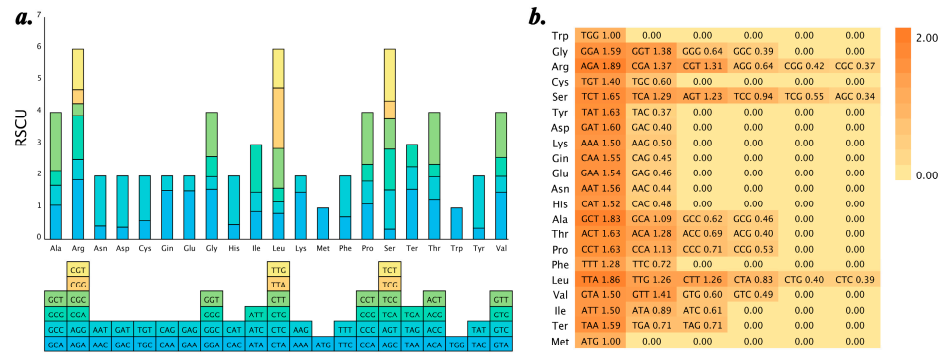 a.
RSCU
7
6
5
4
3
2
1
0
Ala Arg Asn Asp Cys Gin Glu Gly His Ile Leu Lys Met Phe Pro Ser Ter Thr Trp Tyr Val
CGT TTG TCT
CGG TTA TCG
GCT CGC GGT CTT CCT TCC ACT GTT
GCG CGA GGG ATT CTG CCG TCA TGA ACG GTG
GCC AGG AAT GAT TGT CAG GAG GGC CAT ATC CTC AAG TTT CCC AGT TAG ACC TAT GTC
GCA AGA AAC GAC TGC CAA GAA GGA CAC ATA CTA AAA ATG TTC CCA AGC TAA ACA TGG TAC GTA
b.
Trp TGG 1.00 0.00 0.00 0.00 0.00 0.00
Gly GGA 1.59 GGT 1.38 GGG 0.64 GGC 0.39 0.00 0.00
Arg AGA 1.89 CGA 1.37 CGT 1.31 AGG 0.64 CGG 0.42 CGC 0.37
Cys TGT 1.40 TGC 0.60 0.00 0.00 0.00 0.00
Ser TCT 1.65 TCA 1.29 AGT 1.23 TCC 0.94 TCG 0.55 AGC 0.34
Tyr TAT 1.63 TAC 0.37 0.00 0.00 0.00 0.00
Asp GAT 1.60 GAC 0.40 0.00 0.00 0.00 0.00
Lys AAA 1.50 AAG 0.50 0.00 0.00 0.00 0.00
Gin CAA 1.55 CAG 0.45 0.00 0.00 0.00 0.00
Glu GAA 1.54 GAG 0.46 0.00 0.00 0.00 0.00
Asn AAT 1.56 AAC 0.44 0.00 0.00 0.00 0.00
His CAT 1.52 CAC 0.48 0.00 0.00 0.00 0.00
Ala GCT 1.83 GCA 1.09 GCC 0.62 GCG 0.46 0.00 0.00
Thr ACT 1.63 ACA 1.28 ACC 0.69 ACG 0.40 0.00 0.00
Pro CCT 1.63 CCA 1.13 CCC 0.71 CCG 0.53 0.00 0.00
Phe TTT 1.28 TTC 0.72 0.00 0.00 0.00 0.00
Leu TTA 1.86 TTG 1.26 CTT 1.26 CTA 0.83 CTG 0.40 CTC 0.39
Val GTA 1.50 GTT 1.41 GTG 0.60 GTC 0.49 0.00 0.00
Ile ATT 1.50 ATA 0.89 ATC 0.61 0.00 0.00 0.00
Ter TAA 1.59 TGA 0.71 TAG 0.71 0.00 0.00 0.00
Met ATG 1.00 0.00 0.00 0.00 0.00 0.00
2.00
0.00